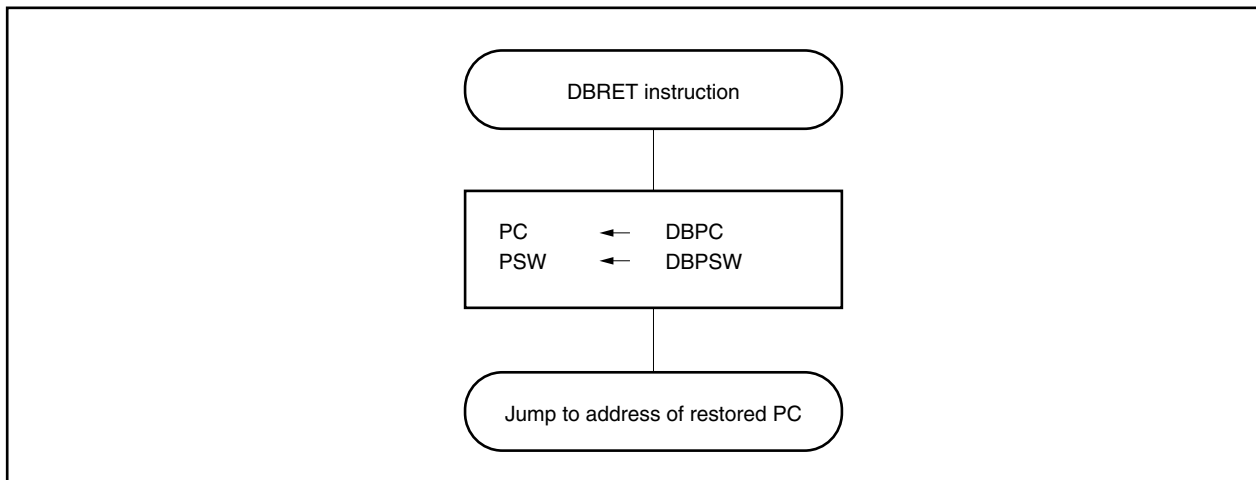 DBRET instruction
PC ← DBPC
PSW ← DBPSW
Jump to address of restored PC